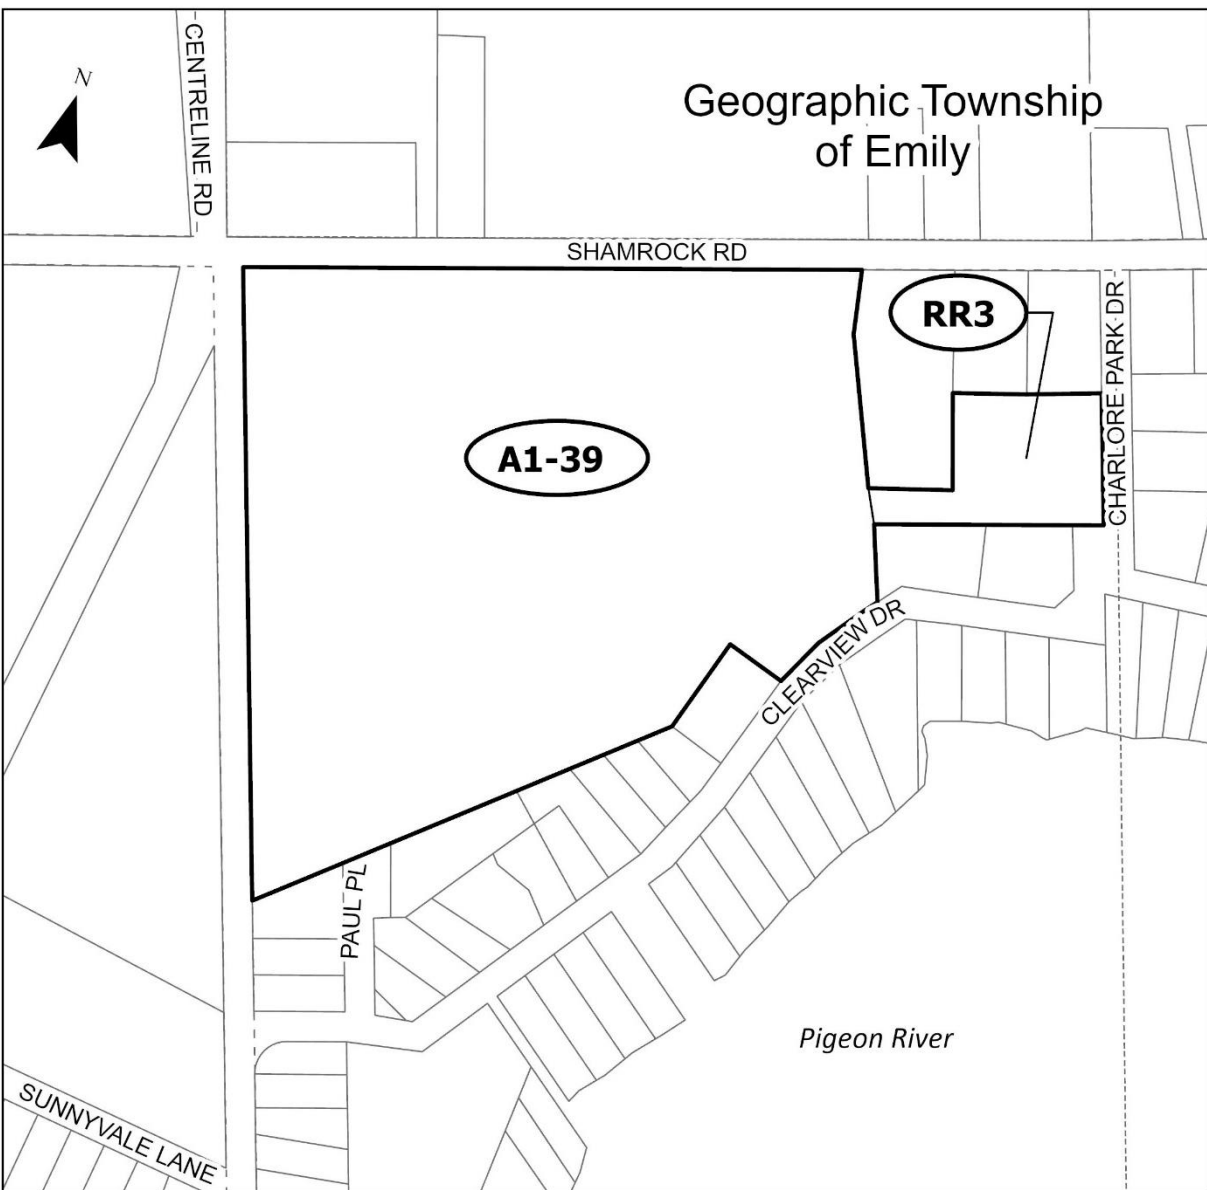 CENTRELINE RD
N
Geographic Township
of Emily
SHAMROCK RD
RR3
CHARLORE PARK DR
A1-39
CLEARVIEW DR
PAUL PL
Pigeon River
SUNNYVALE LANE